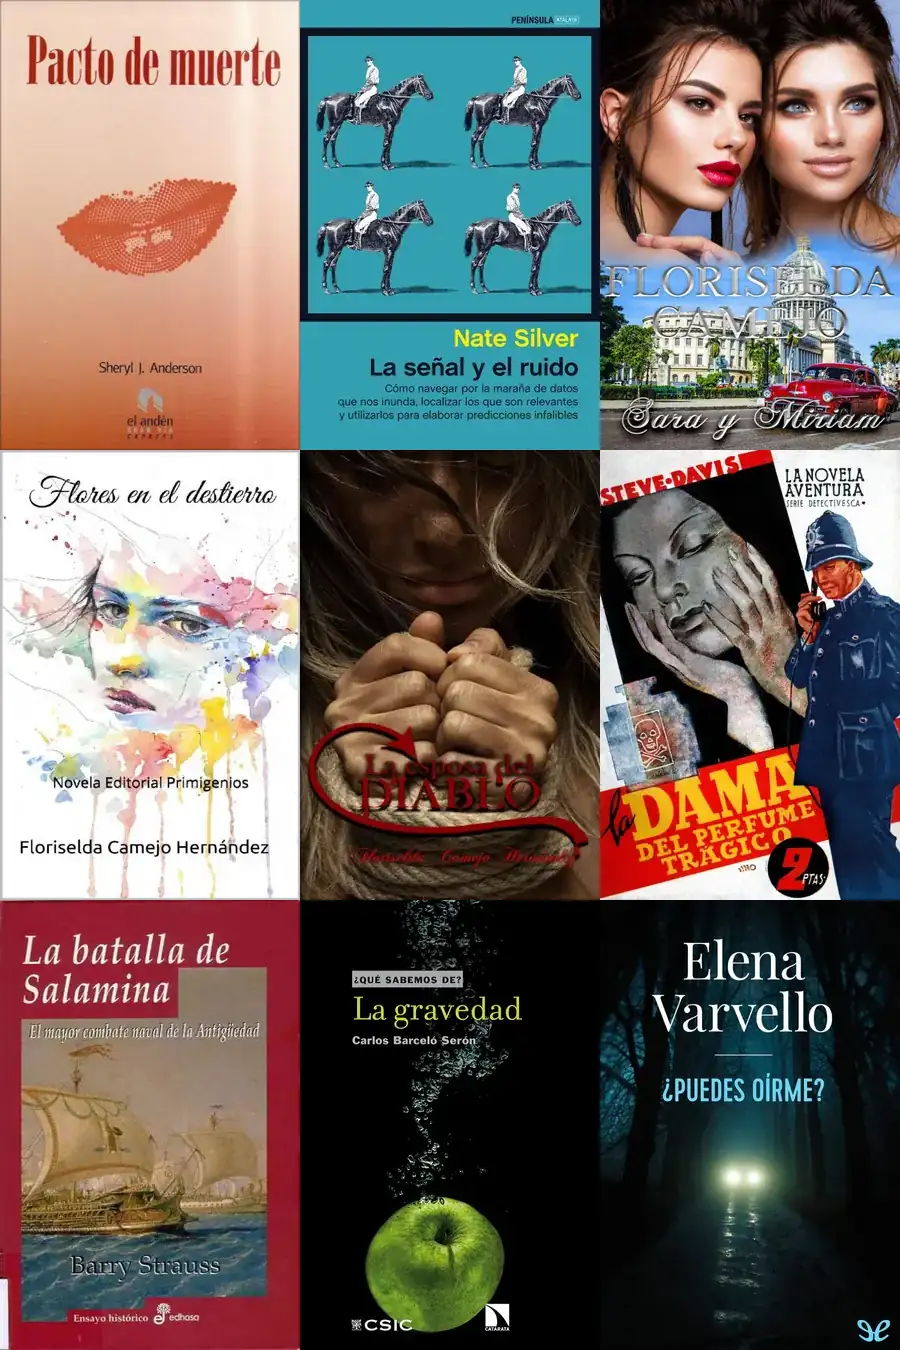 Pacto de muerte
Sheryl J. Anderson
el andén
EXPRESS
PENÍNSULA ATALAYA
Nate Silver
La señal y el ruido
Cómo navegar por la maraña de datos
que nos inunda, localizar los que son relevantes
y utilizarlos para elaborar predicciones infalibles
FLORISELDA
CAMEJO
Sara y Miriam
Flores en el destierro
Novela Editorial Primigenios
Floriselda Camejo Hernández
La esposa del
DIABLO
Floriselda Camejo Hernández
STEVE-DAVIS
LA NOVELA
AVENTURA
SERIE DETECTIVESCA
la DAMA
DEL PERFUME
TRÁGICO
2
PTAS.
La batalla de
Salamina
El mayor combate naval de la Antigüedad
Barry Strauss
Ensayo histórico edhasa
¿QUÉ SABEMOS DE?
La gravedad
Carlos Barceló Serón
CSIC
CATARATA
Elena
Varvello
¿PUEDES OÍRME?